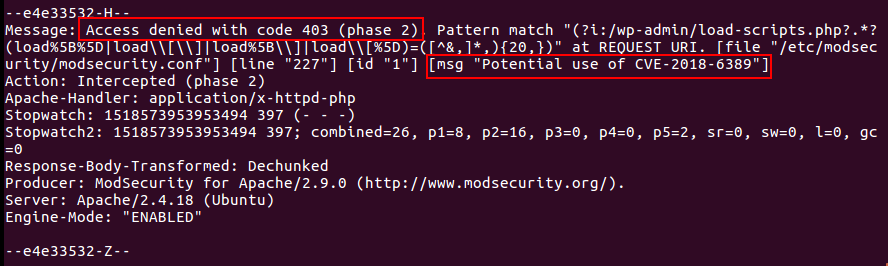 --e4e33532-H--
Message: Access denied with code 403 (phase 2). Pattern match "(?i:/wp-admin/load-scripts.php?.*?
(load%5B%5D|load\\[\\]|load%5B\\]|load\\[%5D)=([^&,]*,){20,})" at REQUEST_URI. [file "/etc/modsec
urity/modsecurity.conf"] [line "227"] [id "1"] [msg "Potential use of CVE-2018-6389"]
Action: Intercepted (phase 2)
Apache-Handler: application/x-httpd-php
Stopwatch: 1518573953953494 397 (- - -)
Stopwatch2: 1518573953953494 397; combined=26, p1=8, p2=16, p3=0, p4=0, p5=2, sr=0, sw=0, l=0, gc
=0
Response-Body-Transformed: Dechunked
Producer: ModSecurity for Apache/2.9.0 (http://www.modsecurity.org/).
Server: Apache/2.4.18 (Ubuntu)
Engine-Mode: "ENABLED"
--e4e33532-Z--